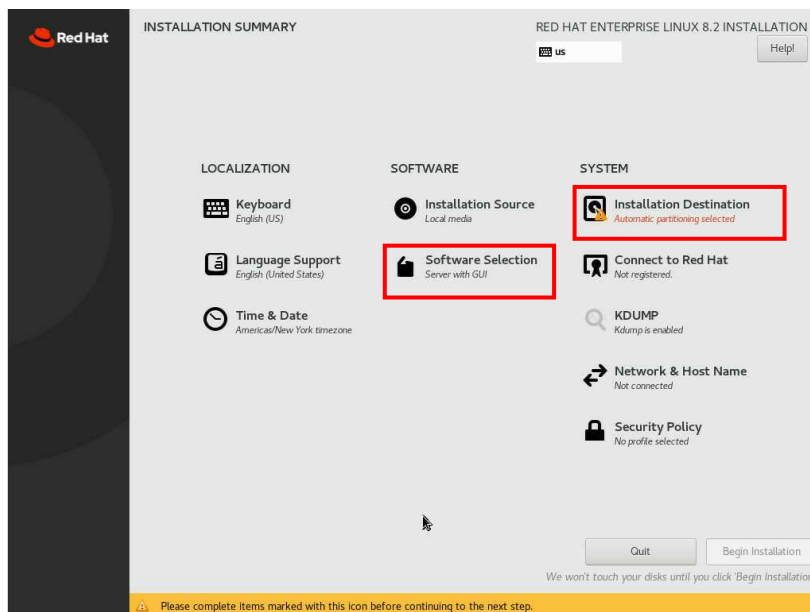 Red Hat
INSTALLATION SUMMARY
RED HAT ENTERPRISE LINUX 8.2 INSTALLATION
us
Help!
LOCALIZATION
Keyboard
English (US)
Language Support
English (United States)
Time & Date
Americas/New York timezone
SOFTWARE
Installation Source
Local media
Software Selection
Server with GUI
SYSTEM
Installation Destination
Automatic partitioning selected
Connect to Red Hat
Not registered.
KDUMP
Kdump is enabled
Network & Host Name
Not connected
Security Policy
No profile selected
Quit
Begin Installation
We won't touch your disks until you click 'Begin Installation
Please complete items marked with this icon before continuing to the next step.